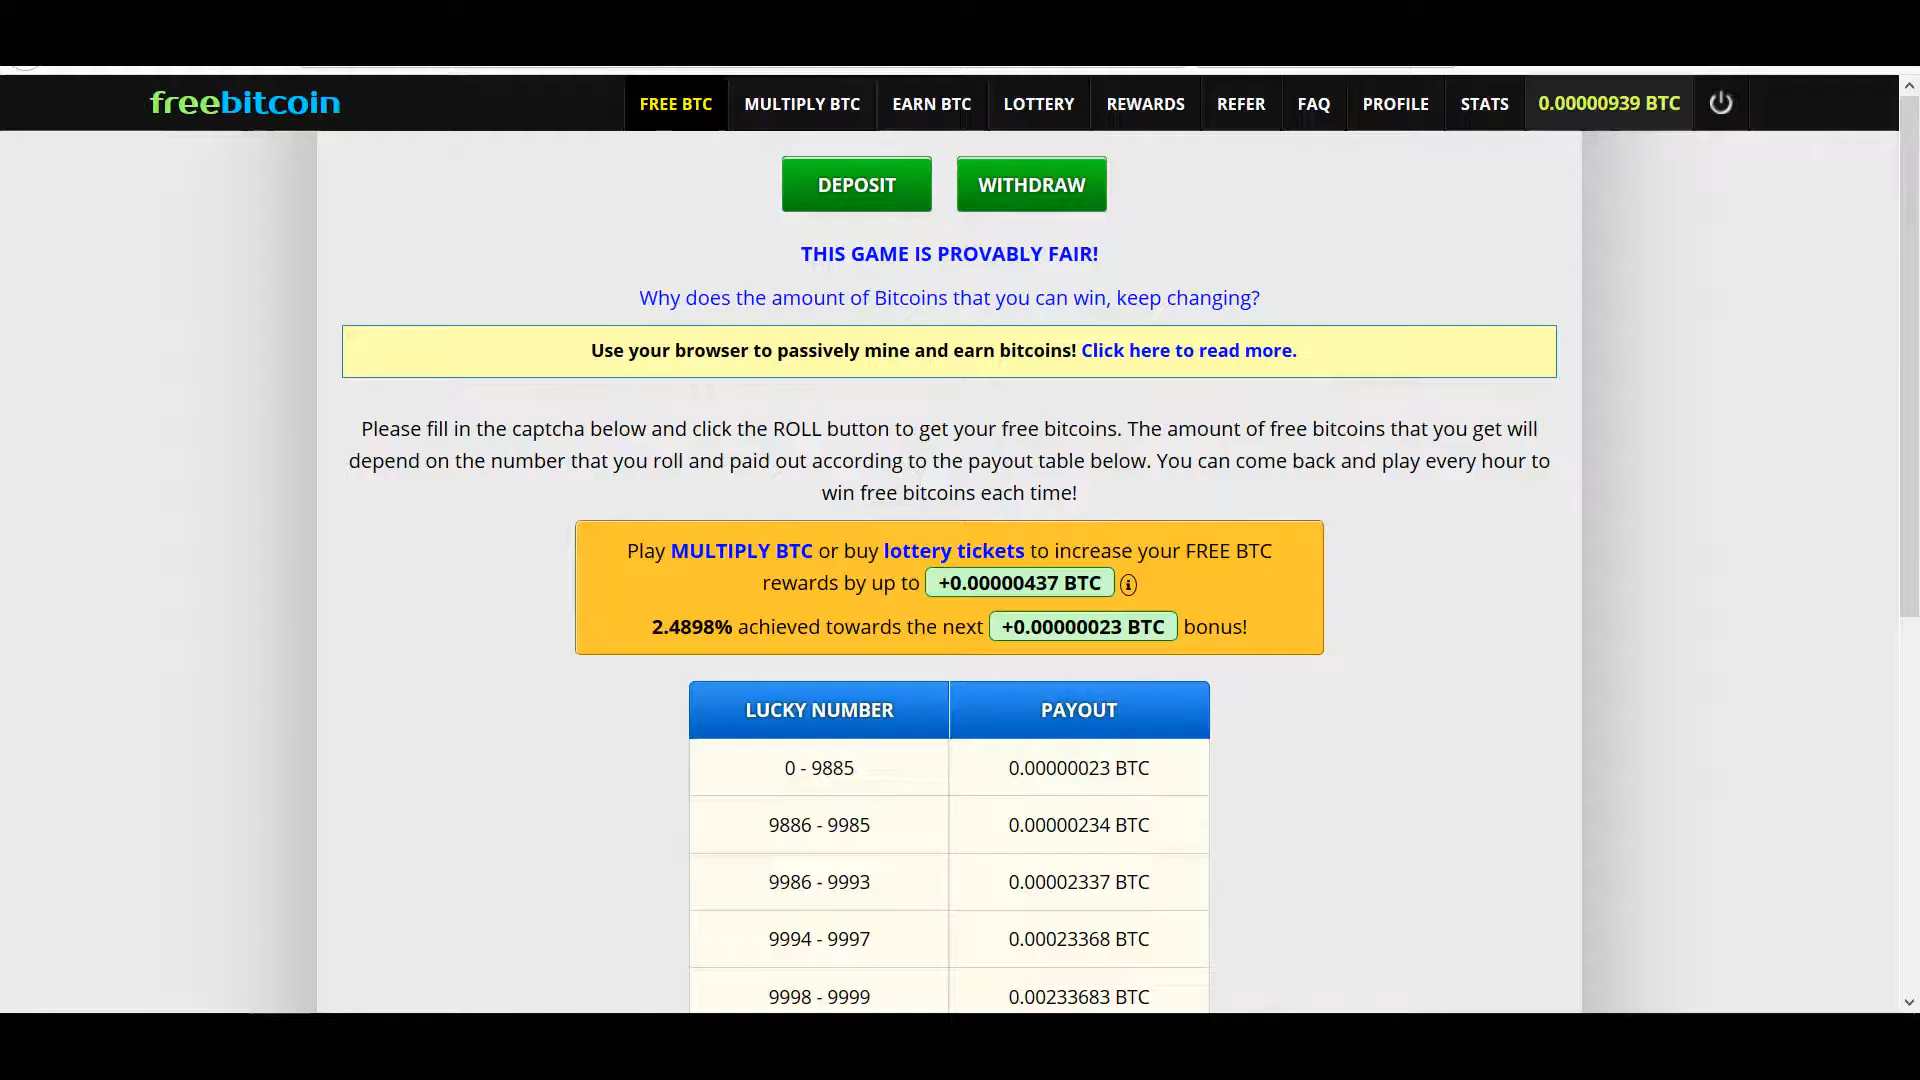 freebitcoin
FREE BTC
MULTIPLY BTC
EARN BTC
LOTTERY
REWARDS
REFER
FAQ
PROFILE
STATS
0.00000939 BTC
DEPOSIT
WITHDRAW
THIS GAME IS PROVABLY FAIR!
Why does the amount of Bitcoins that you can win, keep changing?
Use your browser to passively mine and earn bitcoins! Click here to read more.
Please fill in the captcha below and click the ROLL button to get your free bitcoins. The amount of free bitcoins that you get will
depend on the number that you roll and paid out according to the payout table below. You can come back and play every hour to
win free bitcoins each time!
Play MULTIPLY BTC or buy lottery tickets to increase your FREE BTC
rewards by up to +0.00000437 BTC
2.4898% achieved towards the next +0.00000023 BTC bonus!
LUCKY NUMBER PAYOUT
0 - 9885 0.00000023 BTC
9886 - 9985 0.00000234 BTC
9986 - 9993 0.00002337 BTC
9994 - 9997 0.00023368 BTC
9998 - 9999 0.00233683 BTC